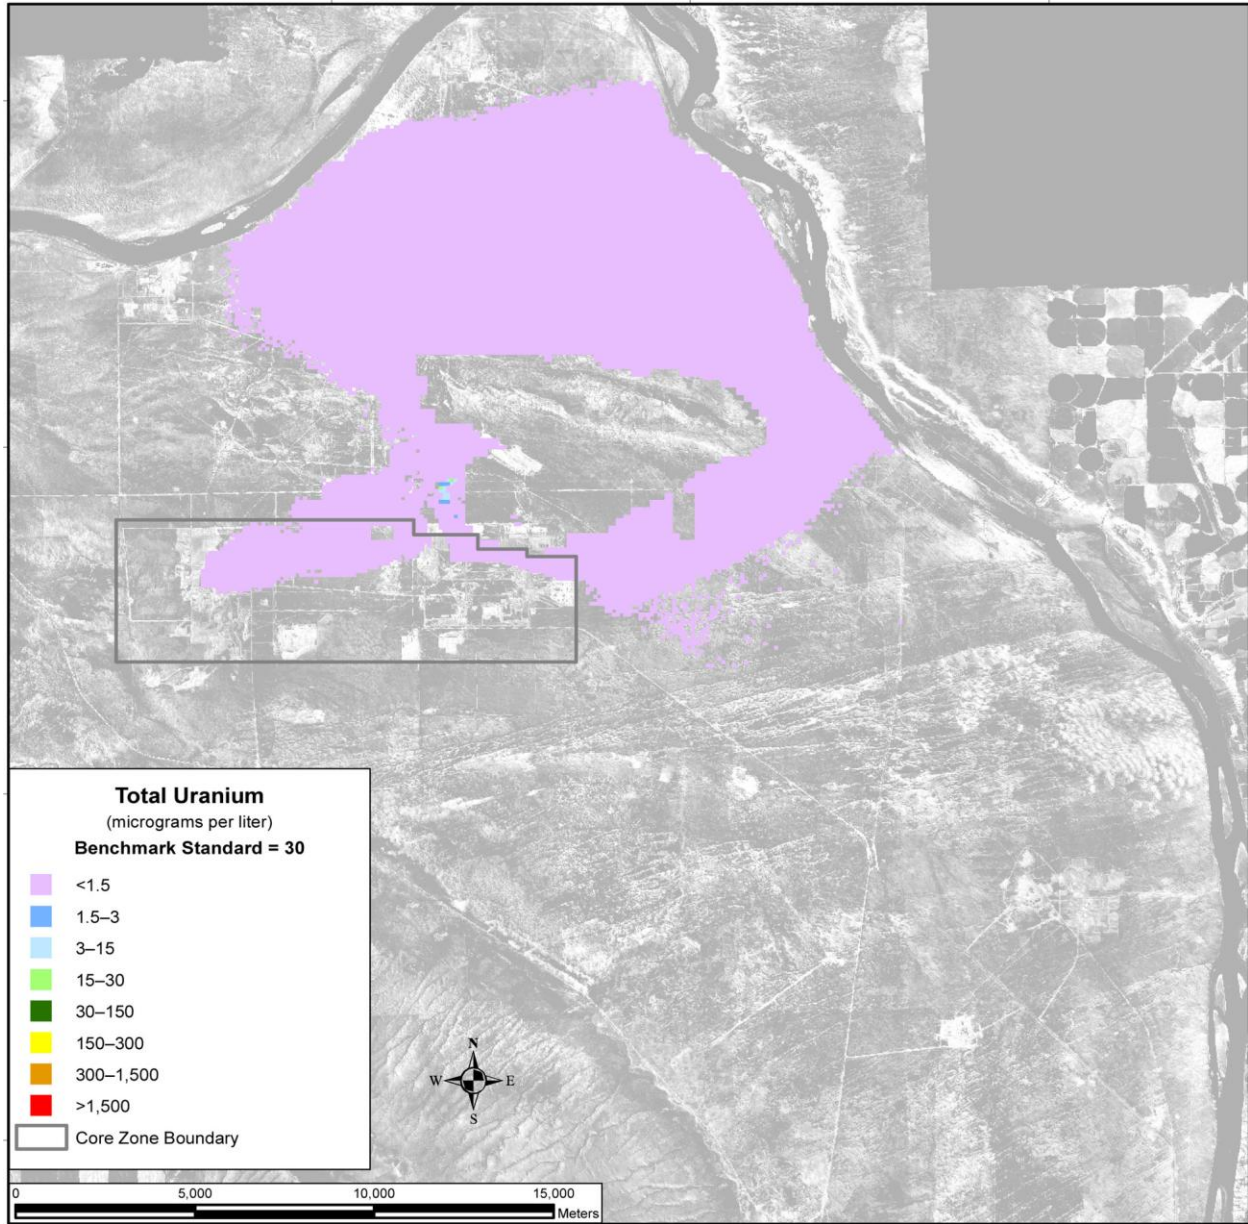 Total Uranium
(micrograms per liter)
Benchmark Standard = 30
<1.5
1.5–3
3–15
15–30
30–150
150–300
300–1,500
>1,500
Core Zone Boundary
N
W E
S
0 5,000 10,000 15,000
Meters